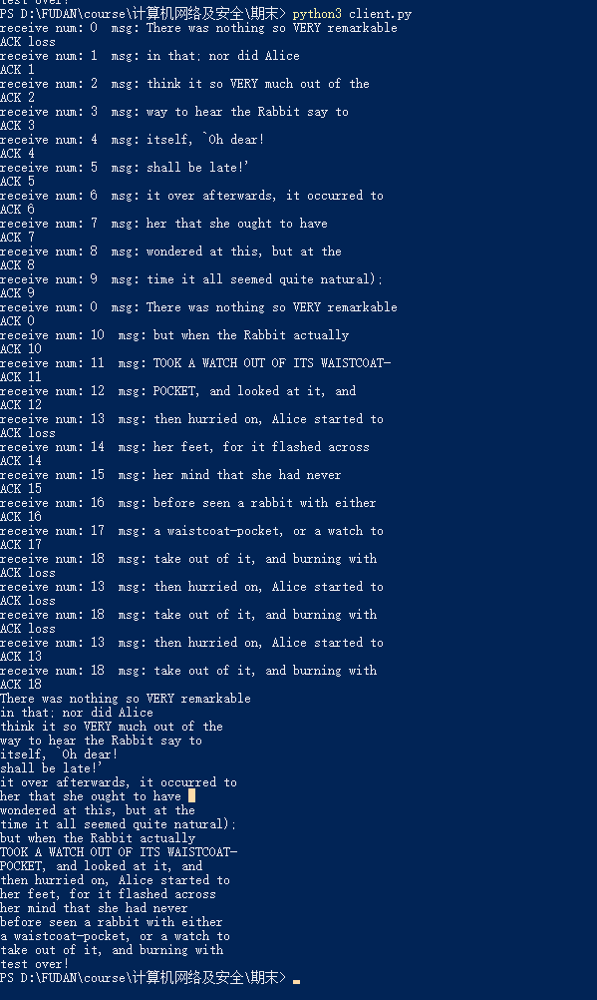 test over!
PS D:\FUDAN\course\计算机网络及安全\期末> python3 client.py
receive num: 0  msg: There was nothing so VERY remarkable
ACK loss
receive num: 1  msg: in that; nor did Alice
ACK 1
receive num: 2  msg: think it so VERY much out of the
ACK 2
receive num: 3  msg: way to hear the Rabbit say to
ACK 3
receive num: 4  msg: itself, `Oh dear!
ACK 4
receive num: 5  msg: shall be late!'
ACK 5
receive num: 6  msg: it over afterwards, it occurred to
ACK 6
receive num: 7  msg: her that she ought to have
ACK 7
receive num: 8  msg: wondered at this, but at the
ACK 8
receive num: 9  msg: time it all seemed quite natural);
ACK 9
receive num: 0  msg: There was nothing so VERY remarkable
ACK 0
receive num: 10  msg: but when the Rabbit actually
ACK 10
receive num: 11  msg: TOOK A WATCH OUT OF ITS WAISTCOAT-
ACK 11
receive num: 12  msg: POCKET, and looked at it, and
ACK 12
receive num: 13  msg: then hurried on, Alice started to
ACK loss
receive num: 14  msg: her feet, for it flashed across
ACK 14
receive num: 15  msg: her mind that she had never
ACK 15
receive num: 16  msg: before seen a rabbit with either
ACK 16
receive num: 17  msg: a waistcoat-pocket, or a watch to
ACK 17
receive num: 18  msg: take out of it, and burning with
ACK loss
receive num: 13  msg: then hurried on, Alice started to
ACK loss
receive num: 18  msg: take out of it, and burning with
ACK loss
receive num: 13  msg: then hurried on, Alice started to
ACK 13
receive num: 18  msg: take out of it, and burning with
ACK 18
There was nothing so VERY remarkable
in that; nor did Alice
think it so VERY much out of the
way to hear the Rabbit say to
itself, `Oh dear!
shall be late!'
it over afterwards, it occurred to
her that she ought to have
wondered at this, but at the
time it all seemed quite natural);
but when the Rabbit actually
TOOK A WATCH OUT OF ITS WAISTCOAT-
POCKET, and looked at it, and
then hurried on, Alice started to
her feet, for it flashed across
her mind that she had never
before seen a rabbit with either
a waistcoat-pocket, or a watch to
take out of it, and burning with
test over!
PS D:\FUDAN\course\计算机网络及安全\期末>